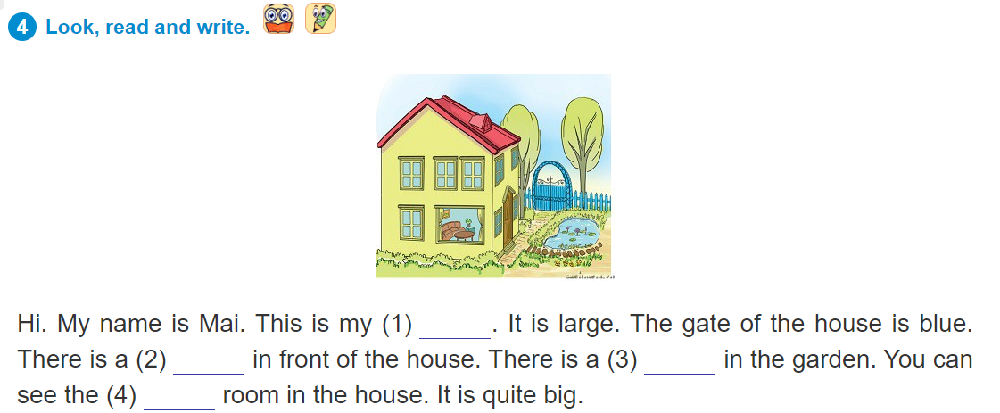 4 Look, read and write.
sachmem.vn
Hi. My name is Mai. This is my (1) ______. It is large. The gate of the house is blue.
There is a (2) ______ in front of the house. There is a (3) ______ in the garden. You can
see the (4) ______ room in the house. It is quite big.